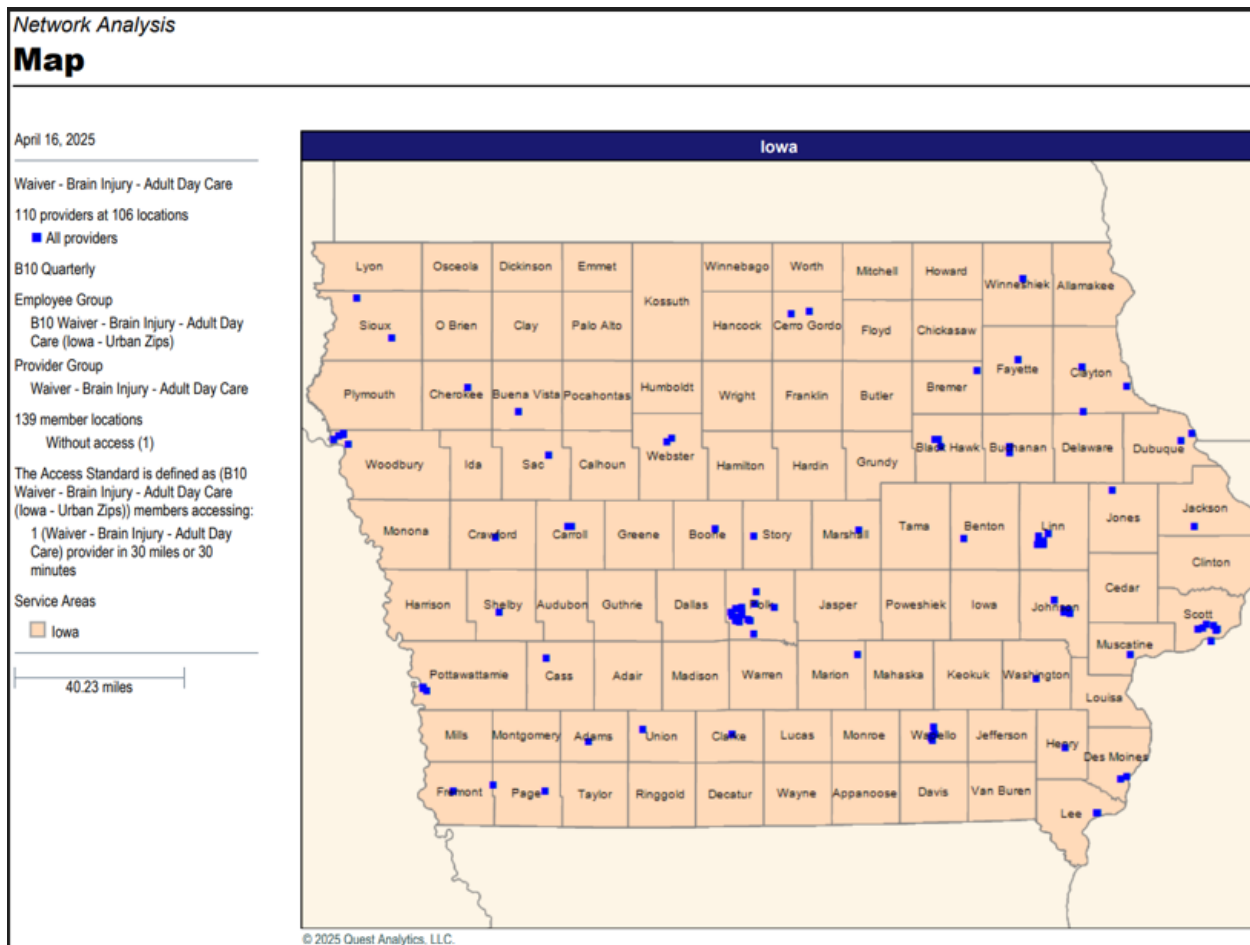 Network Analysis
Map
April 16, 2025
Waiver - Brain Injury - Adult Day Care
110 providers at 106 locations
All providers
B10 Quarterly
Employee Group
B10 Waiver - Brain Injury - Adult Day
Care (Iowa - Urban Zips)
Provider Group
Waiver - Brain Injury - Adult Day Care
139 member locations
Without access (1)
The Access Standard is defined as (B10
Waiver - Brain Injury - Adult Day Care
(Iowa - Urban Zips)) members accessing:
1 (Waiver - Brain Injury - Adult Day
Care) provider in 30 miles or 30
minutes
Service Areas
Iowa
40.23 miles
Iowa
Lyon Osceola Dickinson Emmet Winnebago Worth Mitchell Howard Winneshiek Allamakee
Kossuth
Sioux O Brien Clay Palo Alto Hancock Cerro Gordo Floyd Chickasaw
Fayette Clayton
Plymouth Cherokee Buena Vista Pocahontas Humboldt Wright Franklin Butler Bremer
Woodbury Ida Sac Calhoun Webster Hamilton Hardin Grundy Black Hawk Buchanan Delaware Dubuque
Monona Crawford Carroll Greene Boone Story Marshall Tama Benton Linn Jones Jackson
Clinton
Harrison Shelby Audubon Guthrie Dallas Polk Jasper Poweshiek Iowa Johnson Cedar Scott
Muscatine
Pottawattamie Cass Adair Madison Warren Marion Mahaska Keokuk Washington
Louisa
Mills Montgomery Adams Union Clarke Lucas Monroe Wapello Jefferson Henry Des Moines
Fremont Page Taylor Ringgold Decatur Wayne Appanoose Davis Van Buren Lee
© 2025 Quest Analytics, LLC.